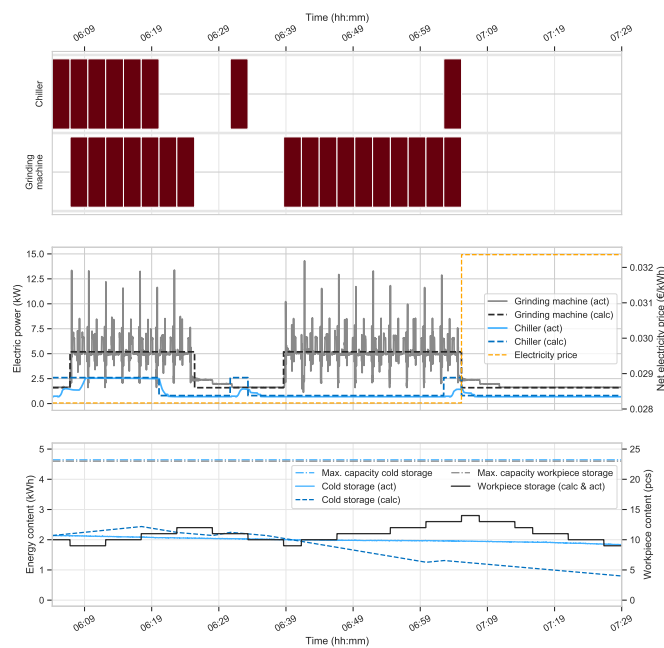 Time (hh:mm)
06:09 06:19 06:29 06:39 06:49 06:59 07:09 07:19 07:29
Chiller
Grinding
machine
15.0
12.5
10.0
7.5
5.0
2.5
0.0
Electric power (kW)
0.032
0.031
0.030
0.029
0.028
Net electricity price (€/kWh)
Grinding machine (act)
Grinding machine (calc)
Chiller (act)
Chiller (calc)
Electricity price
5
4
3
2
1
0
Energy content (kWh)
25
20
15
10
5
0
Workpiece content (pcs)
Max. capacity cold storage
Cold storage (act)
Cold storage (calc)
Max. capacity workpiece storage
Workpiece storage (calc & act)
06:09 06:19 06:29 06:39 06:49 06:59 07:09 07:19 07:29
Time (hh:mm)